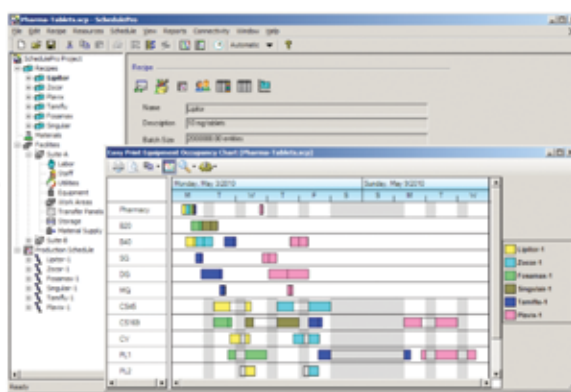 Pharma-Tablets.scp - SchedulePro
File Edit Recipe Resources Schedule View Reports Connectivity Window Help
Automatic
SchedulePro Project
Recipes
Lipitor
Zocor
Plavix
Tamiflu
Fosamax
Singulair
Materials
Facilities
Suite-A
Labor
Staff
Utilities
Equipment
Work Areas
Transfer Panels
Storage
Material Supply
Suite-B
Production Schedule
Lipitor-1
Zocor-1
Fosamax-1
Singulair-1
Tamiflu-1
Plavix-1
Ready
Recipe
Name Lipitor
Description 10 mg tablets
Batch Size
Easy Print Equipment Occupancy Chart (Pharma-Tablets.scp)
Pharmacy
B20
B40
SG
DG
MG
CS45
CV
PL1
PL2
M T W T F S S M T W
Lipitor-1
Zocor-1
Fosamax-1
Singulair-1
Tamiflu-1
Plavix-1